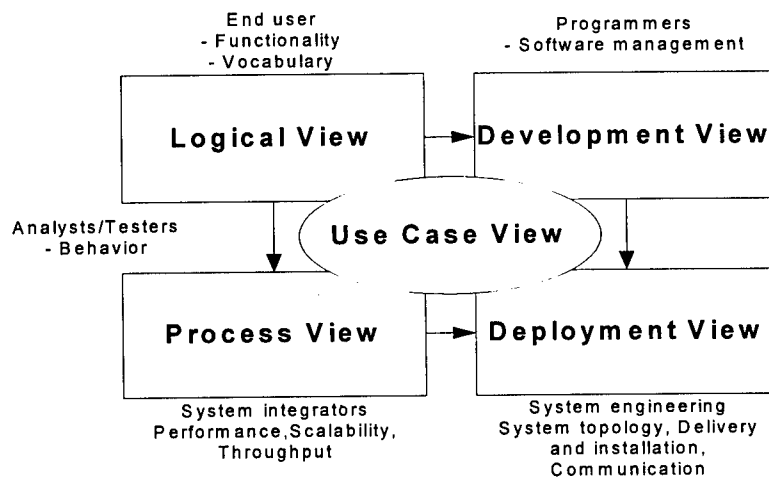 End user
- Functionality
- Vocabulary
Programmers
- Software management
Logical View
Development View
Analysts/Testers
- Behavior
Use Case View
Process View
Deployment View
System integrators
Performance,Scalability,
Throughput
System engineering
System topology, Delivery
and installation,
Communication